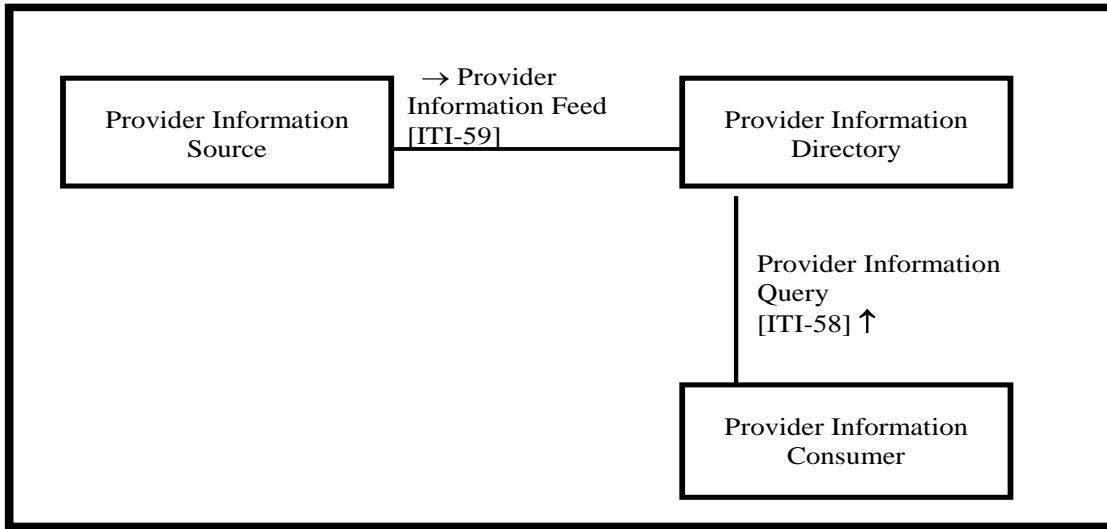 Provider Information
Source
→ Provider
Information Feed
[ITI-59]
Provider Information
Directory
Provider Information
Query
[ITI-58] ↑
Provider Information
Consumer